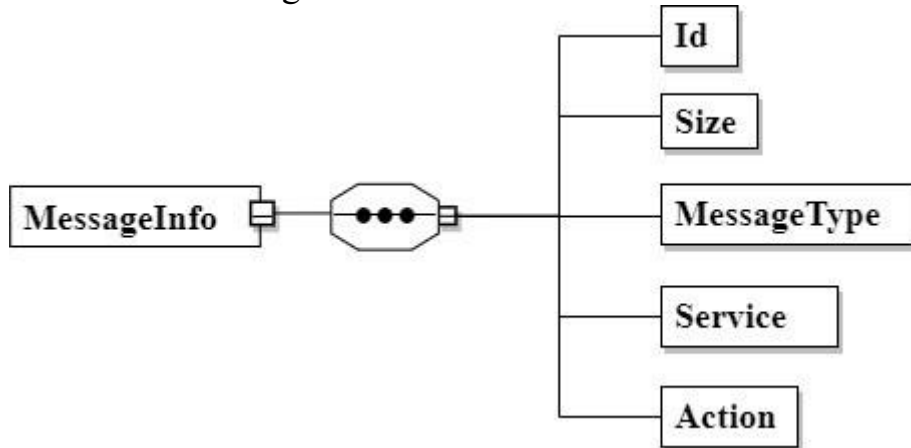 Id
Size
MessageInfo
MessageType
Service
Action